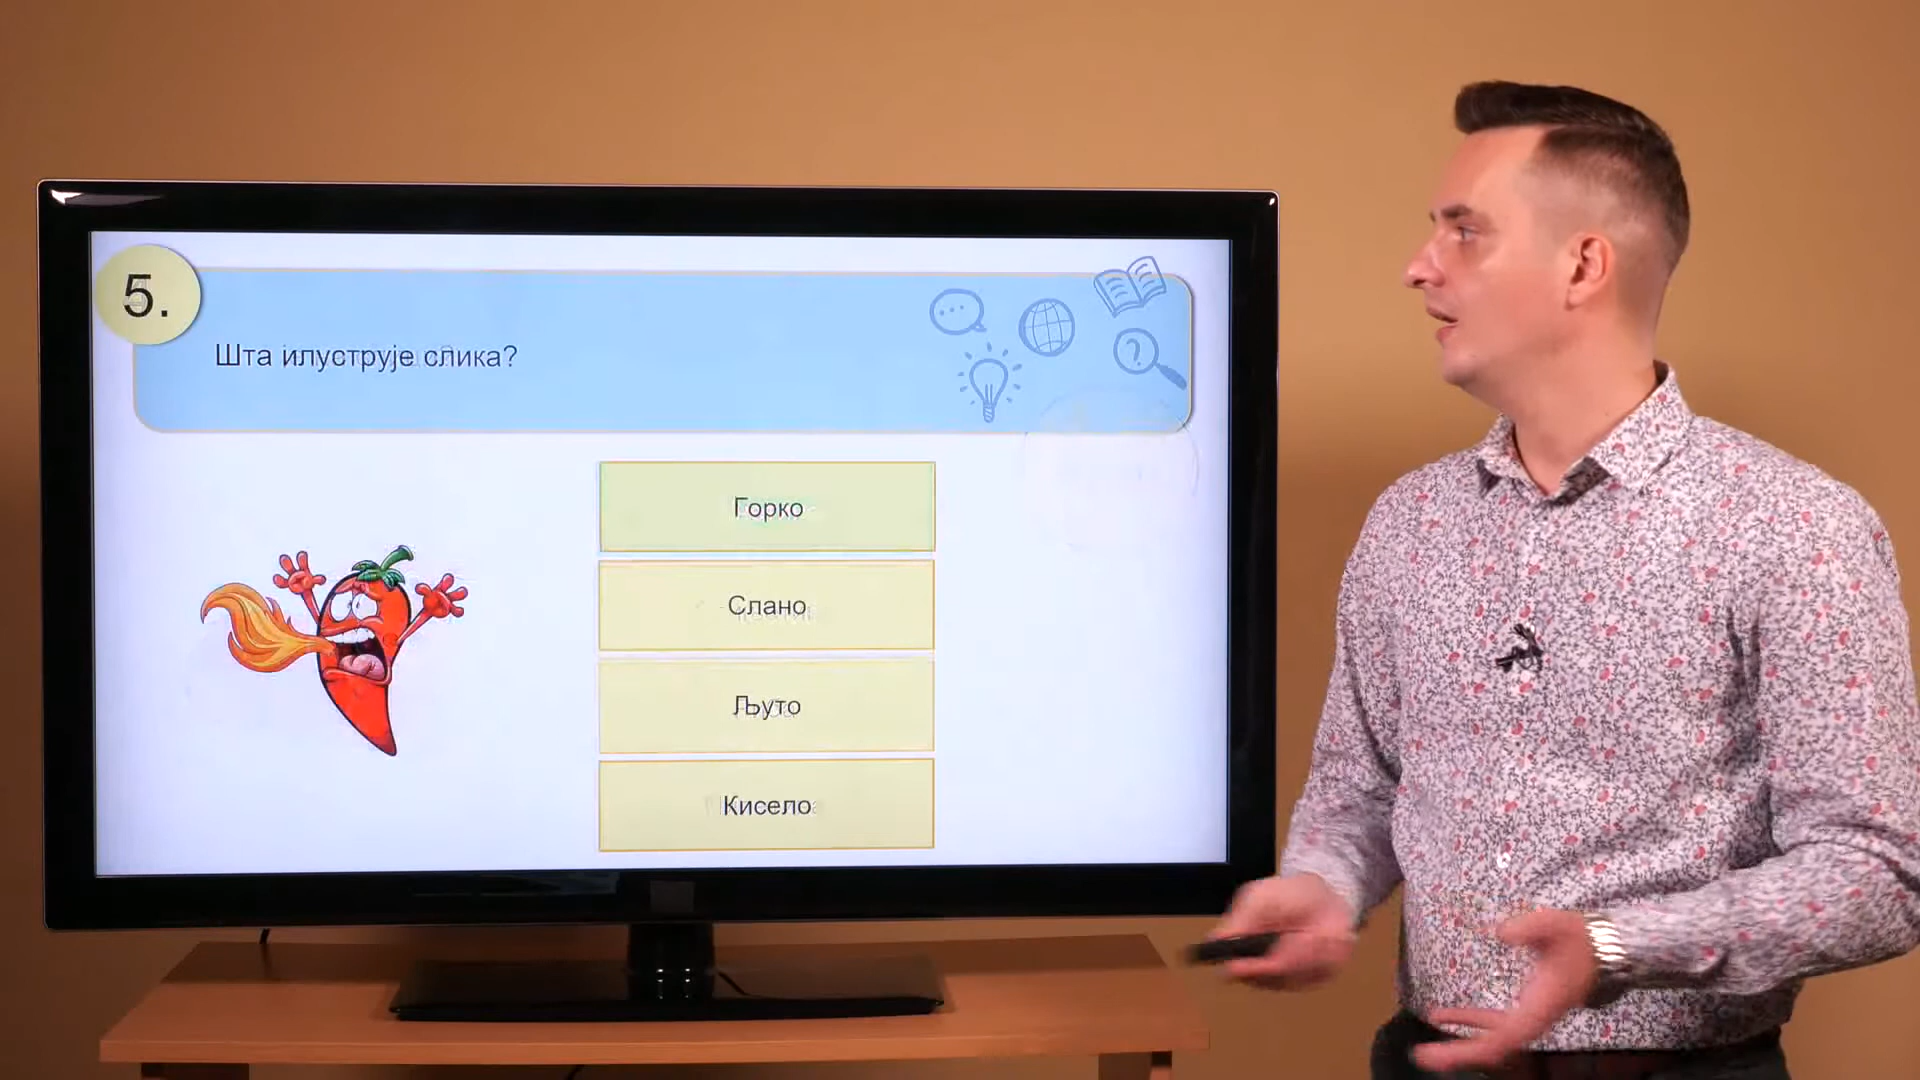 5.
Шта илуструје слика?
Горко
Слано
Љуто
Кисело